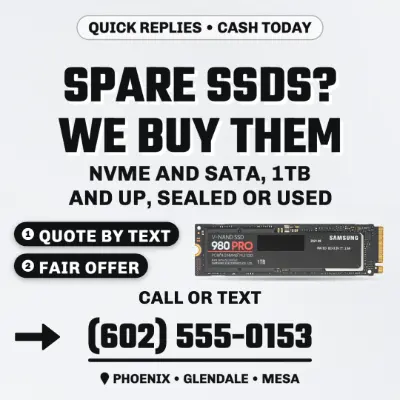 QUICK REPLIES • CASH TODAY
SPARE SSDS?
WE BUY THEM
NVME AND SATA, 1TB
AND UP, SEALED OR USED
1 QUOTE BY TEXT
2 FAIR OFFER
V-NAND SSD
980 PRO
SAMSUNG
1TB
CALL OR TEXT
(602) 555-0153
PHOENIX • GLENDALE • MESA